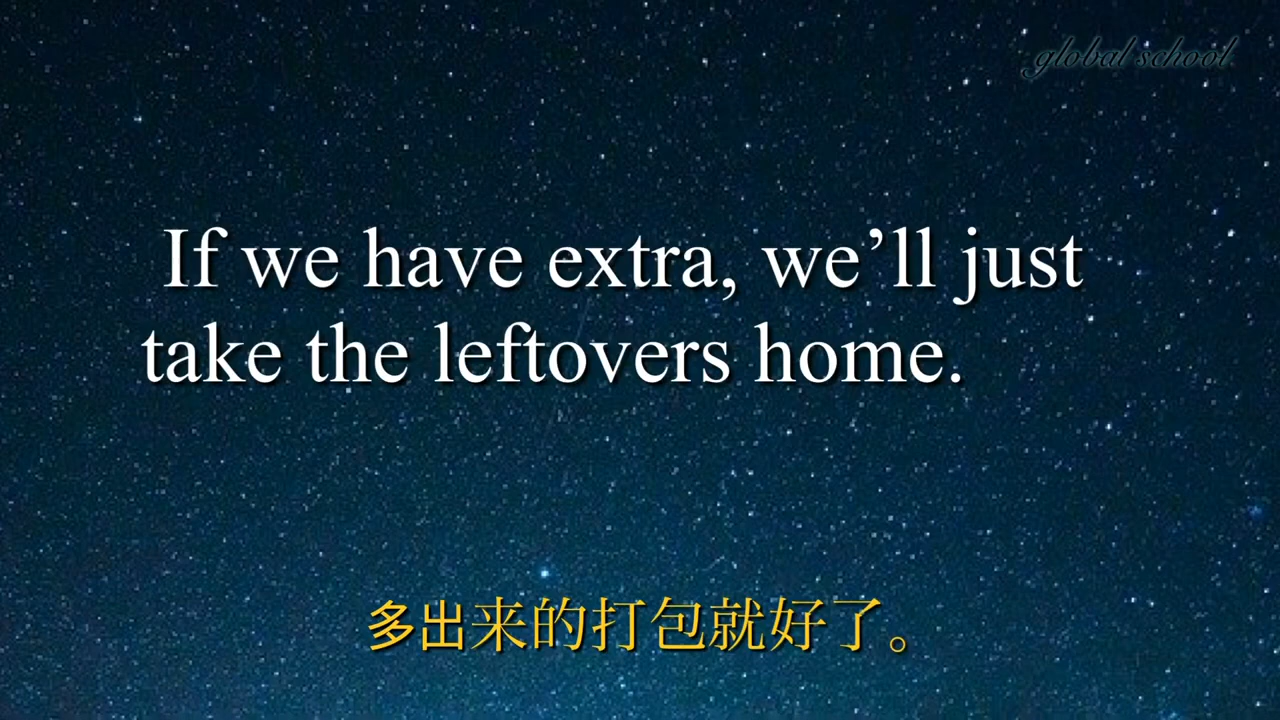 global school
If we have extra, we’ll just
take the leftovers home.
多出来的打包就好了。